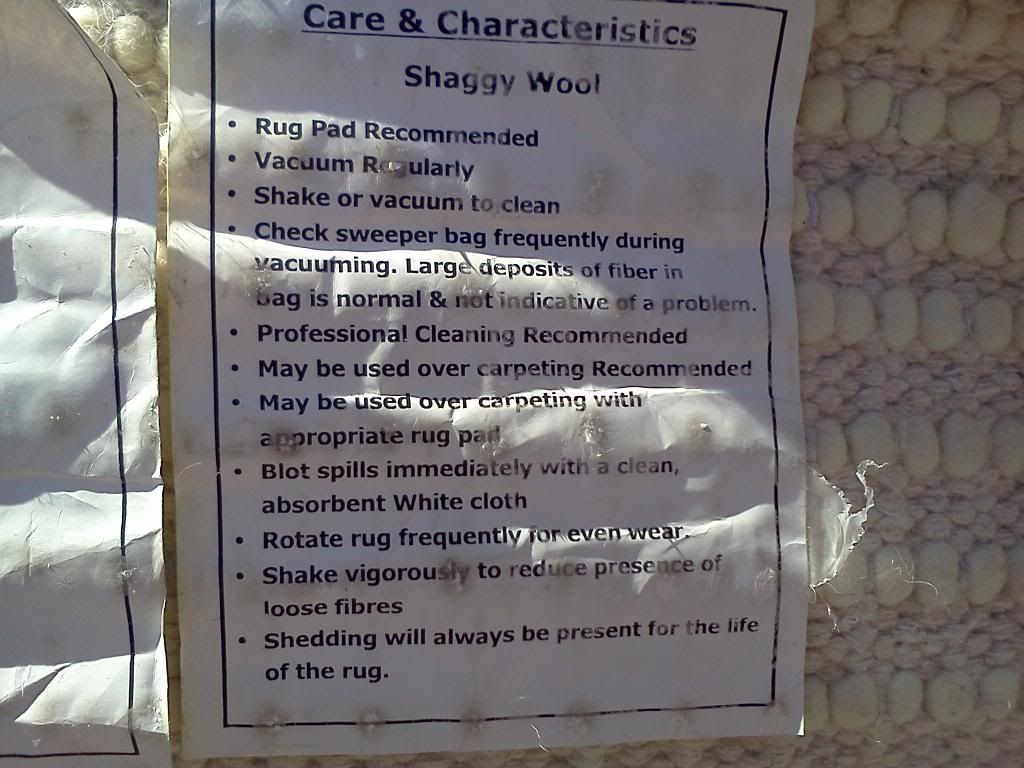 Care & Characteristics
Shaggy Wool
• Rug Pad Recommended
• Vacuum Regularly
• Shake or vacuum to clean
• Check sweeper bag frequently during
vacuuming. Large deposits of fiber in
bag is normal & not indicative of a problem.
• Professional Cleaning Recommended
• May be used over carpeting Recommended
• May be used over carpeting with
appropriate rug pad
• Blot spills immediately with a clean,
absorbent White cloth
• Rotate rug frequently for even wear.
• Shake vigorously to reduce presence of
loose fibres
• Shedding will always be present for the life
of the rug.